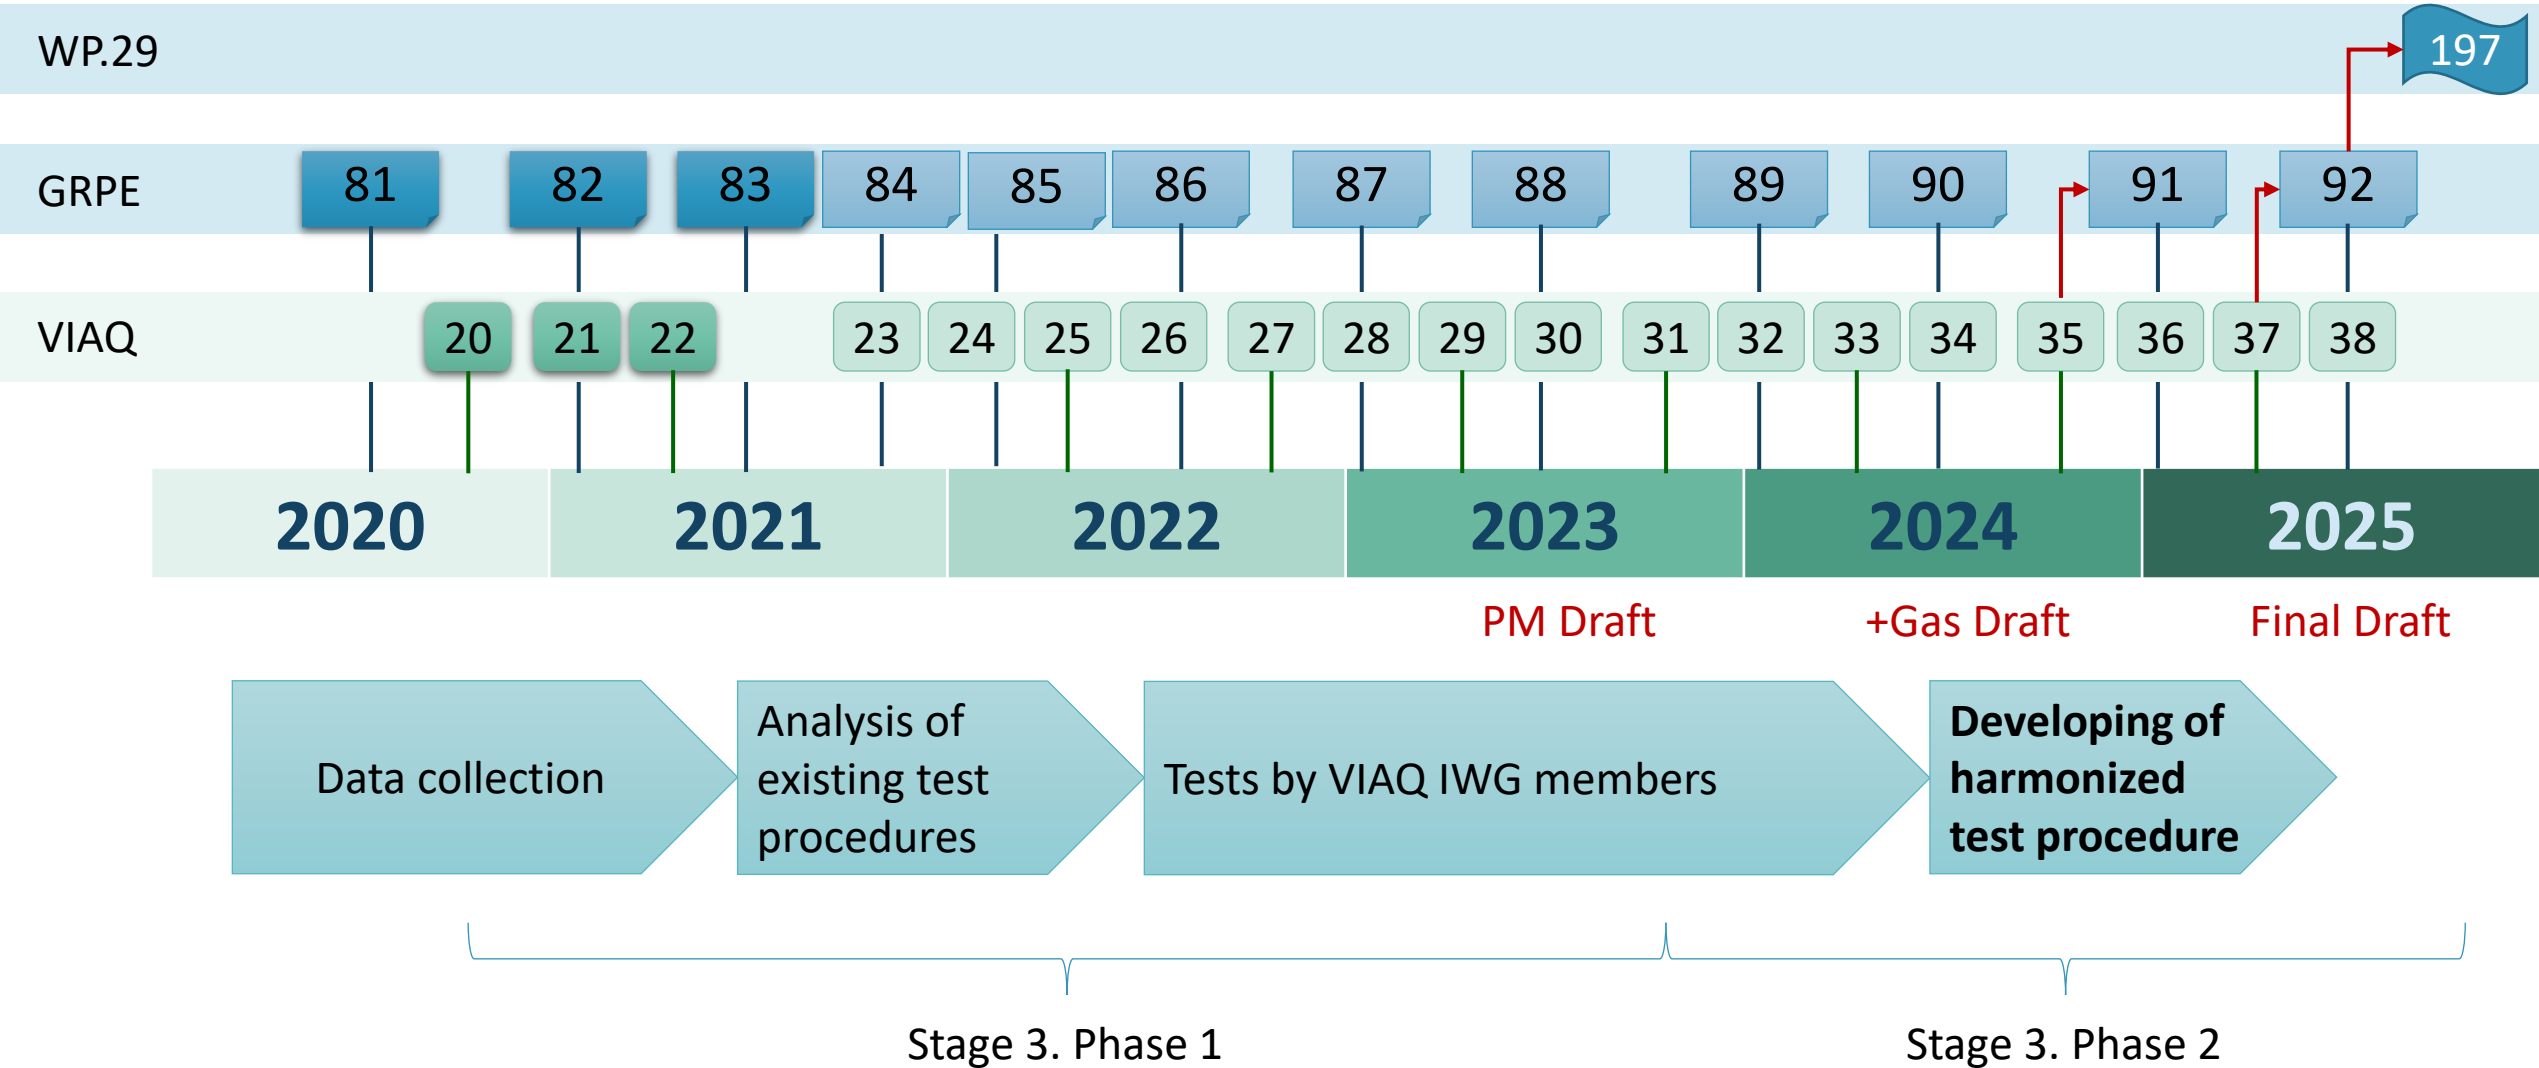 WP.29
197
GRPE
81 82 83 84 85 86 87 88 89 90 91 92
VIAQ
20 21 22 23 24 25 26 27 28 29 30 31 32 33 34 35 36 37 38
2020 2021 2022 2023 2024 2025
PM Draft
+Gas Draft
Final Draft
Data collection
Analysis of
existing test
procedures
Tests by VIAQ IWG members
Developing of
harmonized
test procedure
Stage 3. Phase 1
Stage 3. Phase 2